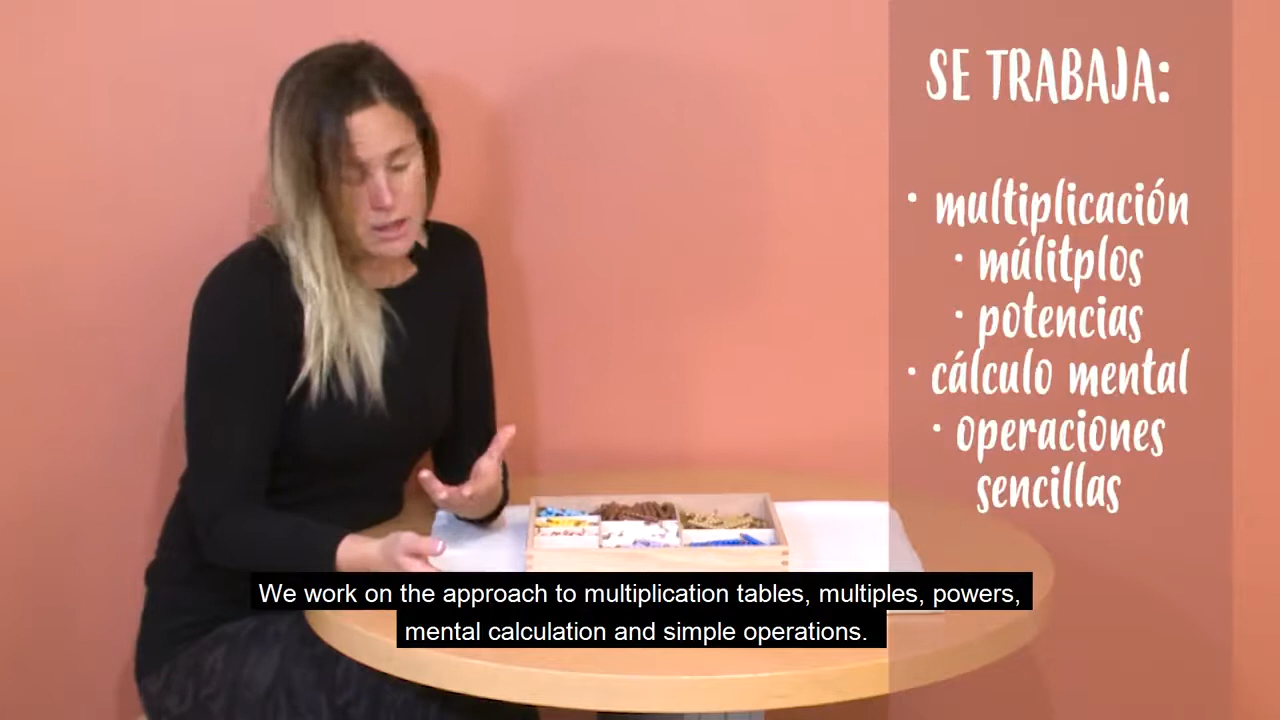 SE TRABAJA:
· multiplicación
· múlitplos
· potencias
· cálculo mental
· operaciones
sencillas
We work on the approach to multiplication tables, multiples, powers,
mental calculation and simple operations.